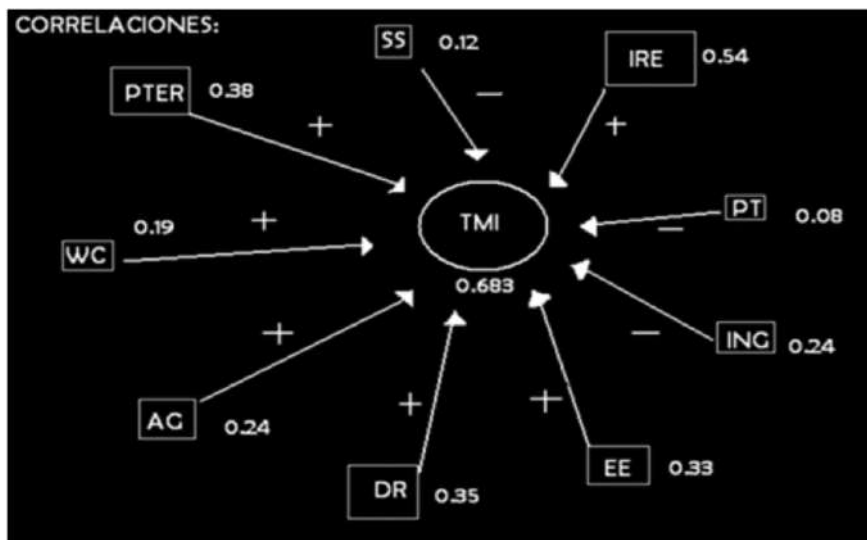 CORRELACIONES:
SS 0.12
IRE 0.54
PTER 0.38
+
−
+
0.19
+
WC
TMI
0.683
PT 0.08
−
+
−
ING 0.24
AG 0.24
+
+
DR 0.35
EE 0.33